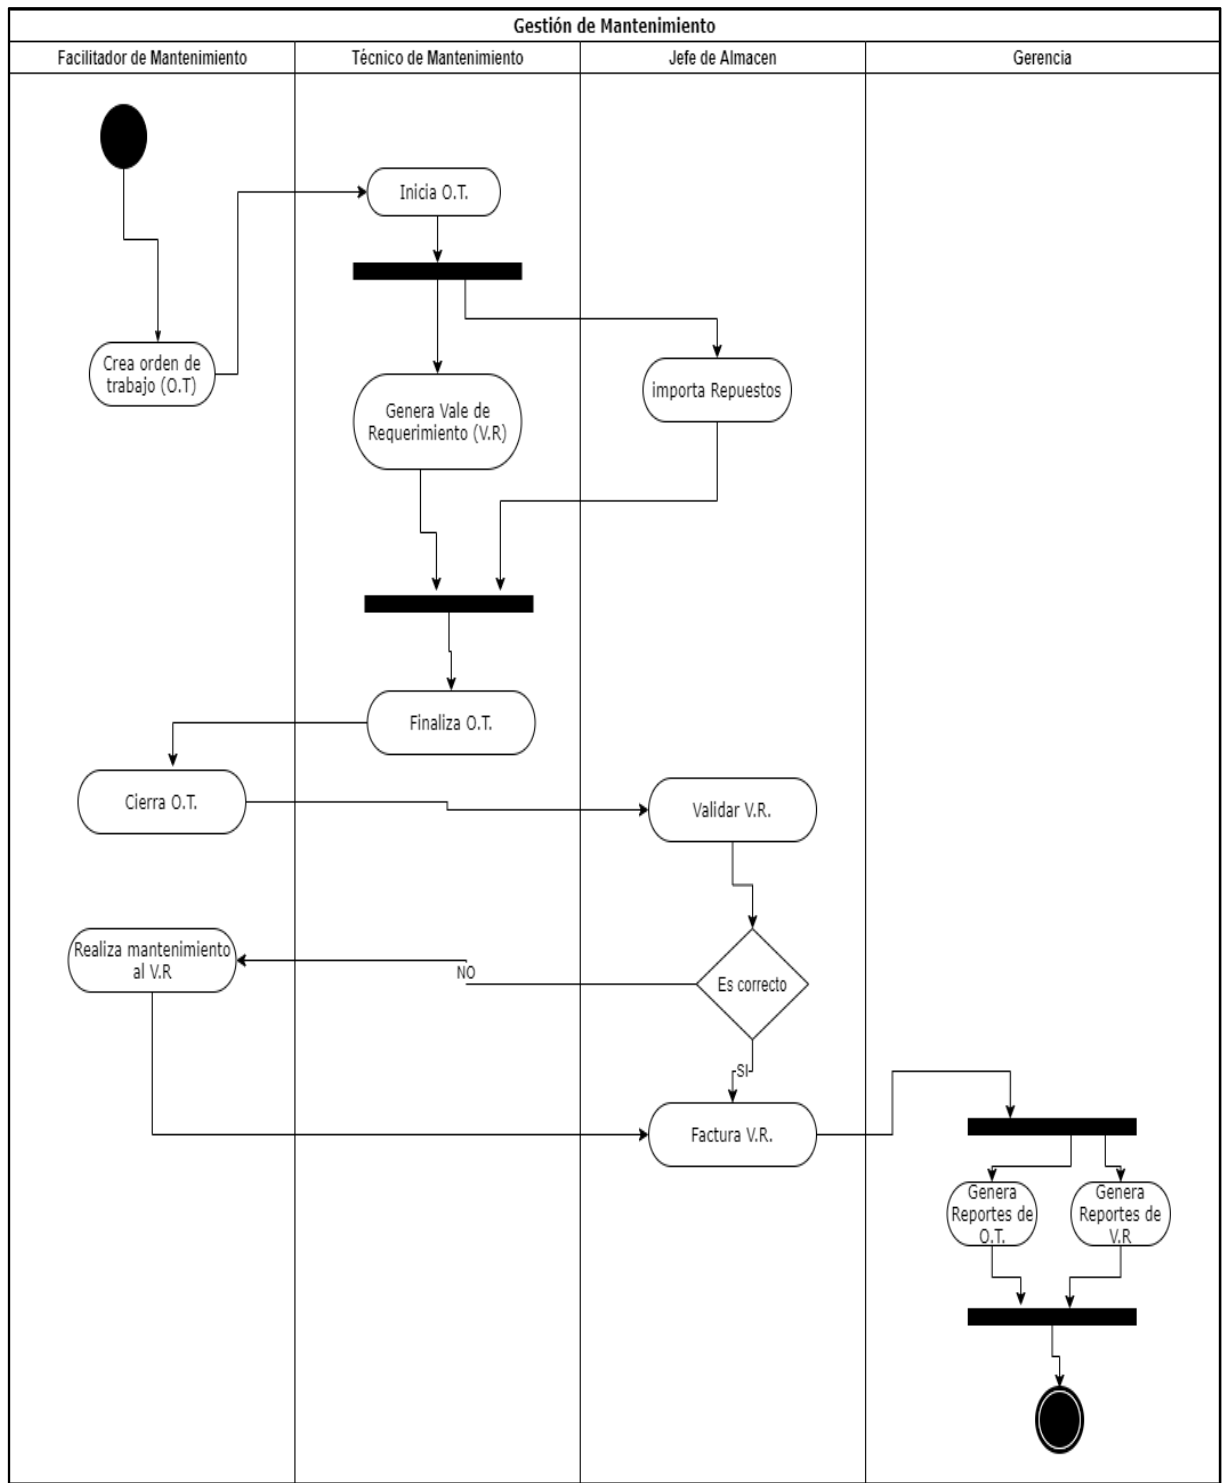 Gestión de Mantenimiento
Facilitador de Mantenimiento
Técnico de Mantenimiento
Jefe de Almacen
Gerencia
Inicia O.T.
Crea orden de
trabajo (O.T)
Genera Vale de
Requerimiento (V.R)
importa Repuestos
Finaliza O.T.
Cierra O.T.
Validar V.R.
Realiza mantenimiento
al V.R
NO
Es correcto
SI
Factura V.R.
Genera
Reportes de
O.T.
Genera
Reportes de
V.R